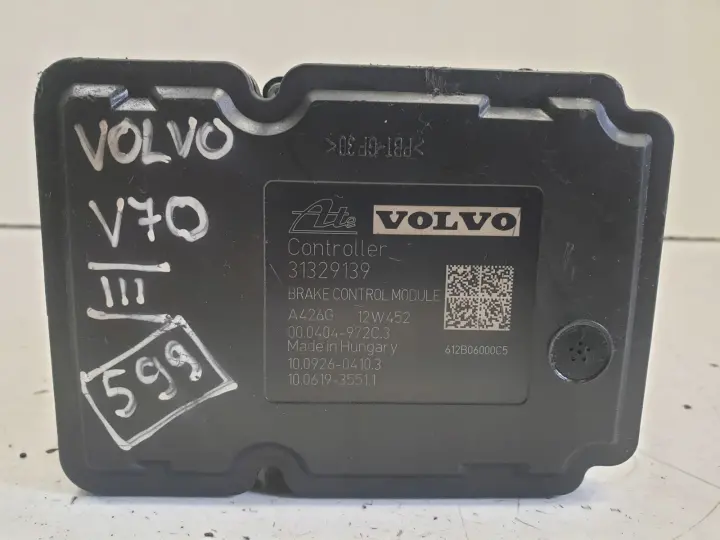 VOLVO
V70
III
599
>PBT-GF30<
Ate VOLVO
Controller
31329139
BRAKE CONTROL MODULE
A426G 12W452
00.0404-972C.3
Made in Hungary
10.0926-0410.3
10.0619-3551.1
612B06000C5